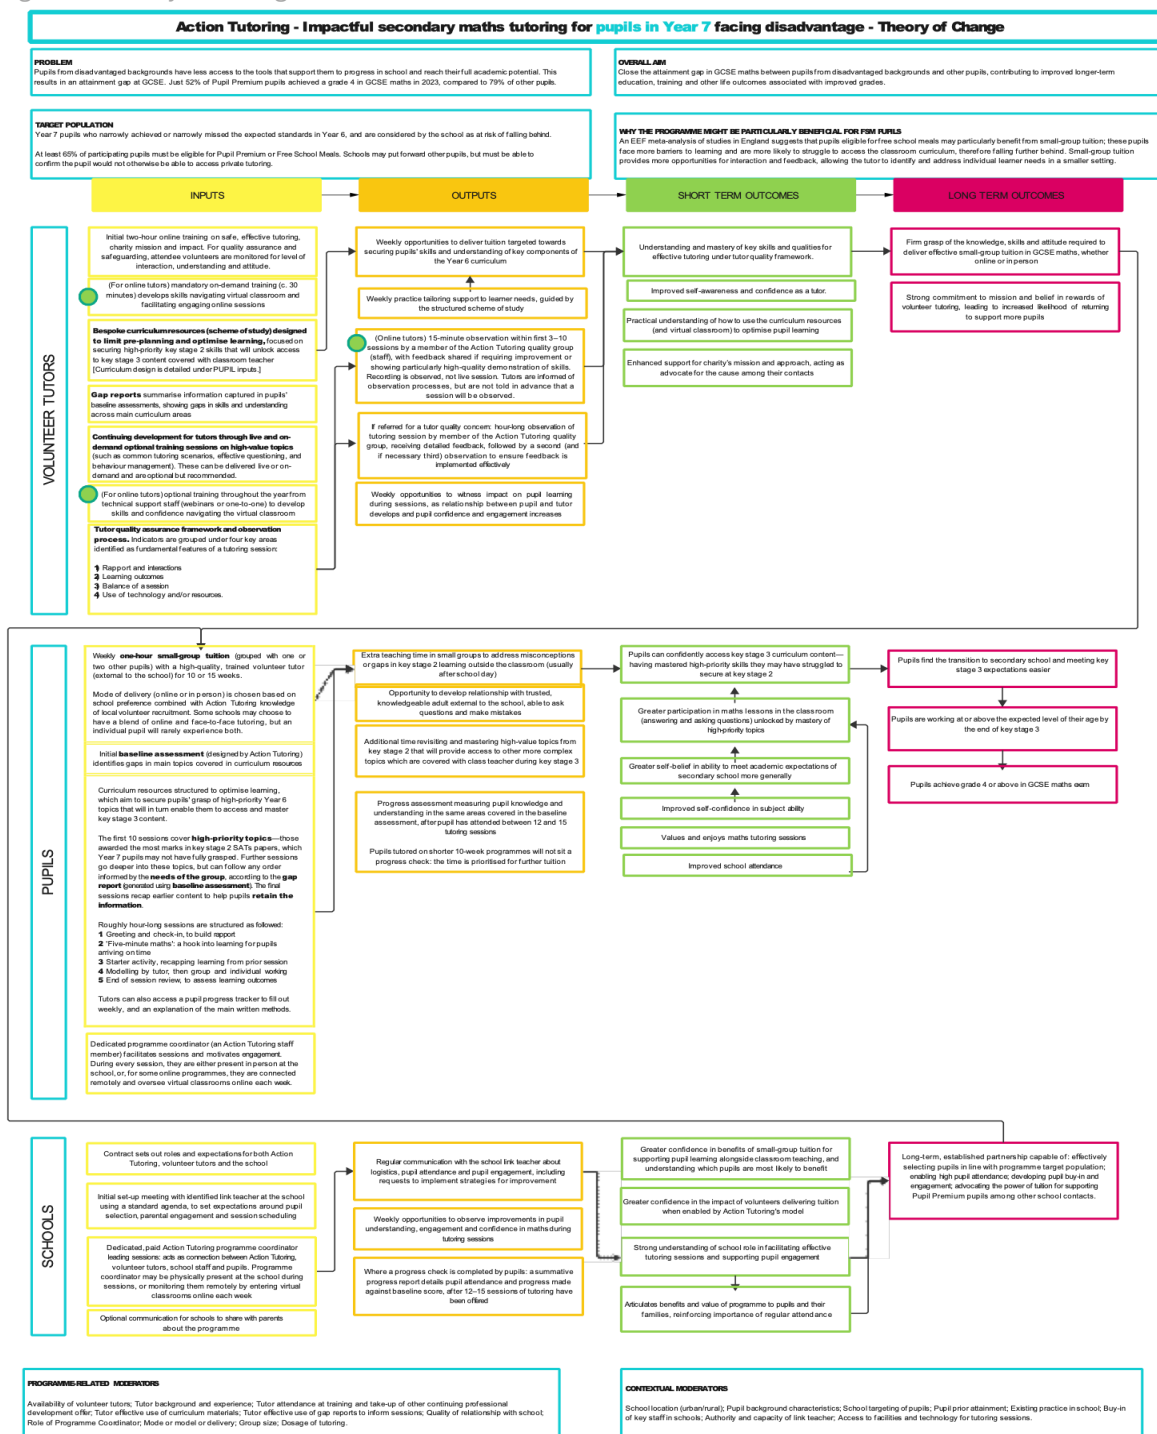 Action Tutoring - Impactful secondary maths tutoring for pupils in Year 7 facing disadvantage - Theory of Change
PROBLEM
Pupils from disadvantaged backgrounds have less access to the tools that support them to progress in school and reach their full academic potential. This
results in an attainment gap at GCSE. Just 52% of Pupil Premium pupils achieved a grade 4 in GCSE maths in 2023, compared to 79% of other pupils.
OVERALL AIM
Close the attainment gap in GCSE maths between pupils from disadvantaged backgrounds and other pupils, contributing to improved longer-term
education, training and other life outcomes associated with improved grades.
TARGET POPULATION
Year 7 pupils who narrowly achieved or narrowly missed the expected standards in Year 6, and are considered by the school as at risk of falling behind.
At least 65% of participating pupils must be eligible for Pupil Premium or Free School Meals. Schools may put forward other pupils, but must be able to
confirm the pupil would not otherwise be able to access private tutoring.
WHY THE PROGRAMME MIGHT BE PARTICULARLY BENEFICIAL FOR FSM PUPILS
An EEF meta-analysis of studies in England suggests that pupils eligible for free school meals may particularly benefit from small-group tuition; these pupils
face more barriers to learning and are more likely to struggle to access the classroom curriculum, therefore falling further behind. Small-group tuition
provides more opportunities for interaction and feedback, allowing the tutor to identify and address individual learner needs in a smaller setting.
INPUTS
OUTPUTS
SHORT TERM OUTCOMES
LONG TERM OUTCOMES
VOLUNTEER TUTORS
Initial two-hour online training on safe, effective tutoring,
charity mission and impact. For quality assurance and
safeguarding, attendee volunteers are monitored for level of
interaction, understanding and attitude.
(For online tutors) mandatory on-demand training (c. 30
minutes) develops skills navigating virtual classroom and
facilitating engaging online sessions
Bespoke curriculum resources (scheme of study) designed
to limit pre-planning and optimise learning, focused on
securing high-priority key stage 2 skills that will unlock access
to key stage 3 content covered with classroom teacher
[Curriculum design is detailed under PUPIL inputs.]
Gap reports summarise information captured in pupils'
baseline assessments, showing gaps in skills and understanding
across main curriculum areas
Continuing development for tutors through live and on-
demand optional training sessions on high-value topics
(such as common tutoring scenarios, effective questioning, and
behaviour management). These can be delivered live or on-
demand and are optional but recommended.
(For online tutors) optional training throughout the year from
technical support staff (webinars or one-to-one) to develop
skills and confidence navigating the virtual classroom
Tutor quality assurance framework and observation
process. Indicators are grouped under four key areas
identified as fundamental features of a tutoring session:
1) Rapport and interactions
2) Learning outcomes
3) Balance of a session
4) Use of technology and/or resources.
Weekly opportunities to deliver tuition targeted towards
securing pupils' skills and understanding of key components of
the Year 6 curriculum
Weekly practice tailoring support to learner needs, guided by
the structured scheme of study
(Online tutors) 15-minute observation within first 3–10
sessions by a member of the Action Tutoring quality group
(staff), with feedback shared if requiring improvement or
showing particularly high-quality demonstration of skills.
Recording is observed, not live session. Tutors are informed of
observation processes, but are not told in advance that a
session will be observed.
If referred for a tutor quality concern: hour-long observation of
tutoring session by member of the Action Tutoring quality
group, receiving detailed feedback, followed by a second (and
if necessary third) observation to ensure feedback is
implemented effectively
Weekly opportunities to witness impact on pupil learning
during sessions, as relationship between pupil and tutor
develops and pupil confidence and engagement increases
Understanding and mastery of key skills and qualities for
effective tutoring under tutor quality framework.
Improved self-awareness and confidence as a tutor.
Practical understanding of how to use the curriculum resources
(and virtual classroom) to optimise pupil learning
Enhanced support for charity's mission and approach, acting as
advocate for the cause among their contacts
Firm grasp of the knowledge, skills and attitude required to
deliver effective small-group tuition in GCSE maths, whether
online or in person
Strong commitment to mission and belief in rewards of
volunteer tutoring, leading to increased likelihood of returning
to support more pupils
PUPILS
Weekly one-hour small-group tuition (grouped with one or
two other pupils) with a high-quality, trained volunteer tutor
(external to the school) for 10 or 15 weeks.
Mode of delivery (online or in person) is chosen based on
school preference combined with Action Tutoring knowledge
of local volunteer recruitment. Some schools may choose to
have a blend of online and face-to-face tutoring, but an
individual pupil will rarely experience both.
Initial baseline assessment (designed by Action Tutoring)
identifies gaps in main topics covered in curriculum resources
Curriculum resources structured to optimise learning,
which aim to secure pupils' grasp of high-priority Year 6
topics that will in turn enable them to access and master
key stage 3 content.
The first 10 sessions cover high-priority topics—those
awarded the most marks in key stage 2 SATs papers, which
Year 7 pupils may not have fully grasped. Further sessions
go deeper into these topics, but can follow any order
informed by the needs of the group, according to the gap
report (generated using baseline assessment). The final
sessions recap earlier content to help pupils retain the
information.
Roughly hour-long sessions are structured as followed:
1 Greeting and check-in, to build rapport
2 'Five-minute maths': a hook into learning for pupils
arriving on time
3 Starter activity, recapping learning from prior session
4 Modelling by tutor, then group and individual working
5 End of session review, to assess learning outcomes
Tutors can also access a pupil progress tracker to fill out
weekly, and an explanation of the main written methods.
Dedicated programme coordinator (an Action Tutoring staff
member) facilitates sessions and motivates engagement.
During every session, they are either present in person at the
school, or, for some online programmes, they are connected
remotely and oversee virtual classrooms online each week.
Extra teaching time in small groups to address misconceptions
or gaps in key stage 2 learning outside the classroom (usually
after school day)
Opportunity to develop relationship with trusted,
knowledgeable adult external to the school, able to ask
questions and make mistakes
Additional time revisiting and mastering high-value topics from
key stage 2 that will provide access to other more complex
topics which are covered with class teacher during key stage 3
Progress assessment measuring pupil knowledge and
understanding in the same areas covered in the baseline
assessment, after pupil has attended between 12 and 15
tutoring sessions
Pupils tutored on shorter 10-week programmes will not sit a
progress check: the time is prioritised for further tuition
Pupils can confidently access key stage 3 curriculum content—
having mastered high-priority skills they may have struggled to
secure at key stage 2
Greater participation in maths lessons in the classroom
(answering and asking questions) unlocked by mastery of
high-priority topics
Greater self-belief in ability to meet academic expectations of
secondary school more generally
Improved self-confidence in subject ability
Values and enjoys maths tutoring sessions
Improved school attendance
Pupils find the transition to secondary school and meeting key
stage 3 expectations easier
Pupils are working at or above the expected level of their age by
the end of key stage 3
Pupils achieve grade 4 or above in GCSE maths exam
SCHOOLS
Contract sets out roles and expectations for both Action
Tutoring, volunteer tutors and the school
Initial set-up meeting with identified link teacher at the school
using a standard agenda, to set expectations around pupil
selection, parental engagement and session scheduling
Dedicated, paid Action Tutoring programme coordinator
leading sessions: acts as connection between Action Tutoring,
volunteer tutors, school staff and pupils. Programme
coordinator may be physically present at the school during
sessions, or monitoring them remotely by entering virtual
classrooms online each week
Optional communication for schools to share with parents
about the programme
Regular communication with the school link teacher about
logistics, pupil attendance and pupil engagement, including
requests to implement strategies for improvement
Weekly opportunities to observe improvements in pupil
understanding, engagement and confidence in maths during
tutoring sessions
Where a progress check is completed by pupils: a summative
progress report details pupil attendance and progress made
against baseline score, after 12–15 sessions of tutoring have
been offered
Greater confidence in benefits of small-group tuition for
supporting pupil learning alongside classroom teaching, and
understanding which pupils are most likely to benefit
Greater confidence in the impact of volunteers delivering tuition
when enabled by Action Tutoring's model
Strong understanding of school role in facilitating effective
tutoring sessions and supporting pupil engagement
Articulates benefits and value of programme to pupils and their
families, reinforcing importance of regular attendance
Long-term, established partnership capable of: effectively
selecting pupils in line with programme target population;
enabling high pupil attendance; developing pupil buy-in and
engagement; advocating the power of tuition for supporting
Pupil Premium pupils among other school contacts.
PROGRAMME-RELATED MODERATORS
Availability of volunteer tutors; Tutor background and experience; Tutor attendance at training and take-up of other continuing professional
development offer; Tutor effective use of curriculum materials; Tutor effective use of gap reports to inform sessions; Quality of relationship with school;
Role of Programme Coordinator; Mode or model or delivery; Group size; Dosage of tutoring.
CONTEXTUAL MODERATORS
School location (urban/rural); Pupil background characteristics; School targeting of pupils; Pupil prior attainment; Existing practice in school; Buy-in
of key staff in schools; Authority and capacity of link teacher; Access to facilities and technology for tutoring sessions.